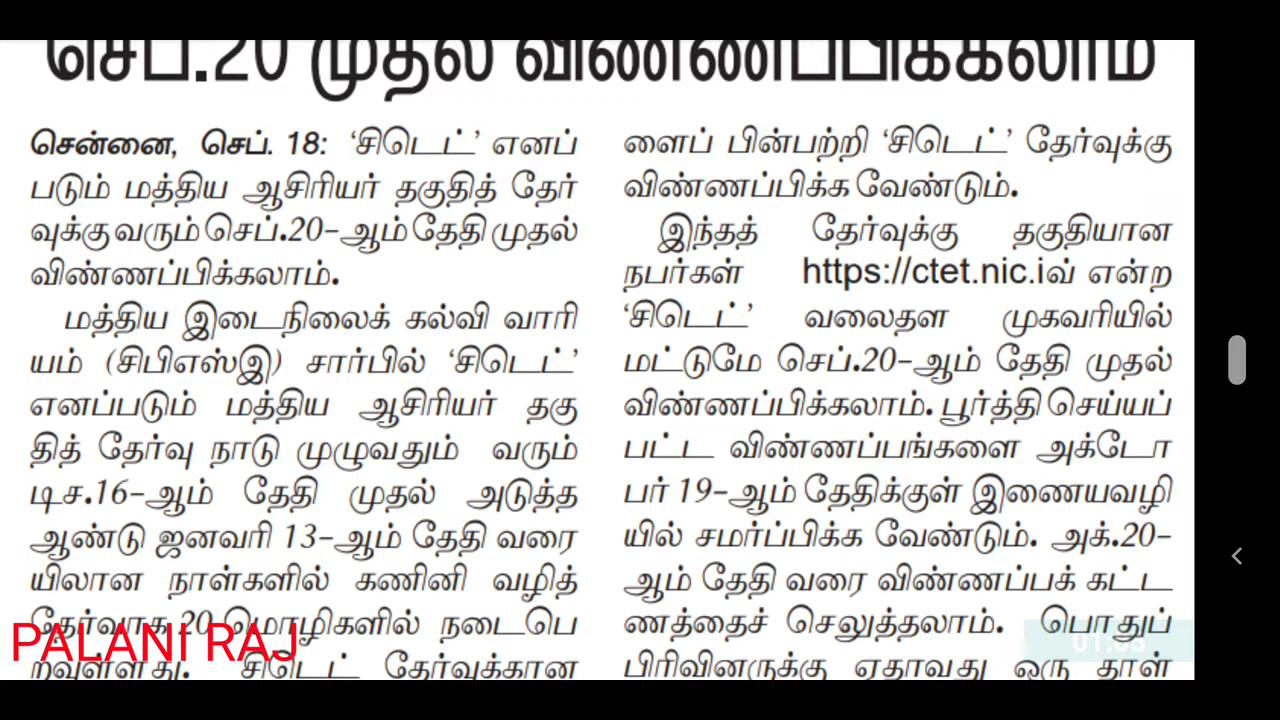 செப்.20 முதல் விண்ணப்பிக்கலாம்
சென்னை, செப். 18: ‘சிடெட்’ எனப்
படும் மத்திய ஆசிரியர் தகுதித் தேர்
வுக்கு வரும் செப்.20-ஆம் தேதி முதல்
விண்ணப்பிக்கலாம்.
மத்திய இடைநிலைக் கல்வி வாரி
யம் (சிபிஎஸ்இ) சார்பில் ‘சிடெட்’
எனப்படும் மத்திய ஆசிரியர் தகு
தித் தேர்வு நாடு முழுவதும் வரும்
டிச.16-ஆம் தேதி முதல் அடுத்த
ஆண்டு ஜனவரி 13-ஆம் தேதி வரை
யிலான நாள்களில் கணினி வழித்
தேர்வாக 20 மொழிகளில் நடைபெ
றவுள்ளது. சிடெட் தேர்வுக்கான
ளைப் பின்பற்றி ‘சிடெட்’ தேர்வுக்கு
விண்ணப்பிக்க வேண்டும்.
இந்தத் தேர்வுக்கு தகுதியான
நபர்கள் https://ctet.nic.iவ் என்ற
‘சிடெட்’ வலைதள முகவரியில்
மட்டுமே செப்.20-ஆம் தேதி முதல்
விண்ணப்பிக்கலாம். பூர்த்தி செய்யப்
பட்ட விண்ணப்பங்களை அக்டோ
பர் 19-ஆம் தேதிக்குள் இணையவழி
யில் சமர்ப்பிக்க வேண்டும். அக்.20-
ஆம் தேதி வரை விண்ணப்பக் கட்ட
ணத்தைச் செலுத்தலாம். பொதுப்
பிரிவினருக்கு ஏதாவது ஒரு தாள்
PALANI RAJ